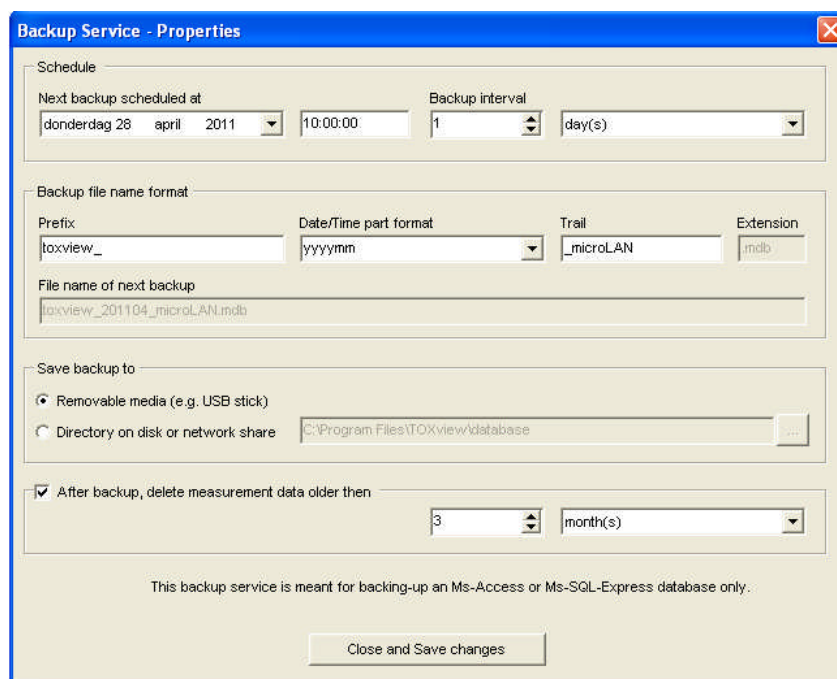 Backup Service - Properties
Schedule
Next backup scheduled at Backup interval
donderdag 28 april 2011 10:00:00 1 day(s)
Backup file name format
Prefix Date/Time part format Trail Extension
toxview_ yyyymm _microLAN .mdb
File name of next backup
toxview_201104_microLAN.mdb
Save backup to
Removable media (e.g. USB stick)
Directory on disk or network share C:\Program Files\TOXview\database ...
After backup, delete measurement data older then
3 month(s)
This backup service is meant for backing-up an Ms-Access or Ms-SQL-Express database only.
Close and Save changes